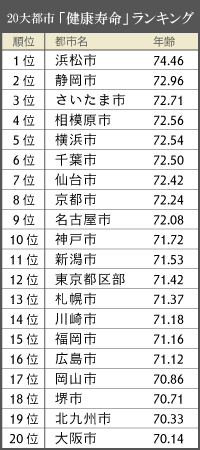 20大都市「健康寿命」ランキング
順位 都市名 年齢
1位 浜松市 74.46
2位 静岡市 72.96
3位 さいたま市 72.71
4位 相模原市 72.56
5位 横浜市 72.54
6位 千葉市 72.50
7位 仙台市 72.42
8位 京都市 72.24
9位 名古屋市 72.08
10位 神戸市 71.72
11位 新潟市 71.53
12位 東京都区部 71.42
13位 札幌市 71.37
14位 川崎市 71.18
15位 福岡市 71.16
16位 広島市 71.12
17位 岡山市 70.86
18位 堺市 70.71
19位 北九州市 70.33
20位 大阪市 70.14